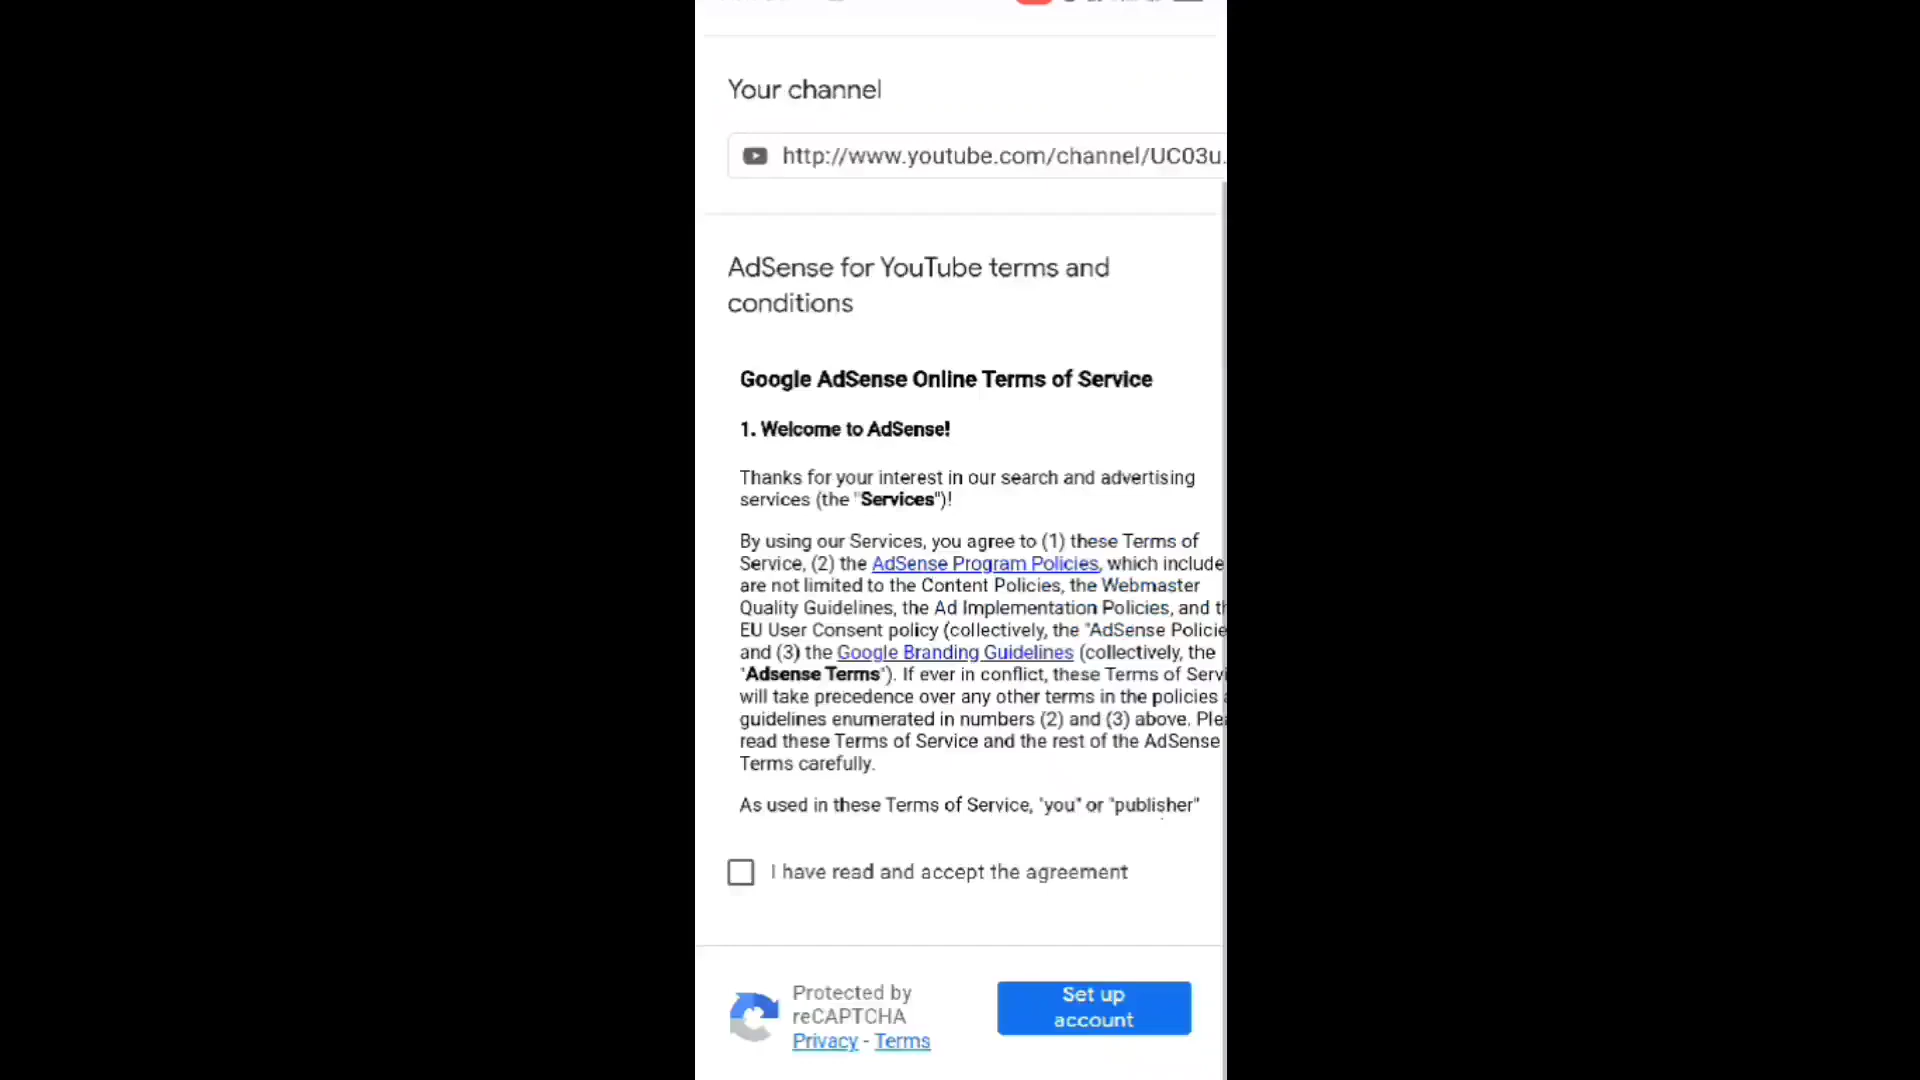 Your channel
http://www.youtube.com/channel/UC03u.
AdSense for YouTube terms and
conditions
Google AdSense Online Terms of Service
1. Welcome to AdSense!
Thanks for your interest in our search and advertising
services (the "Services")!
By using our Services, you agree to (1) these Terms of
Service, (2) the AdSense Program Policies, which include
are not limited to the Content Policies, the Webmaster
Quality Guidelines, the Ad Implementation Policies, and th
EU User Consent policy (collectively, the "AdSense Policie
and (3) the Google Branding Guidelines (collectively, the
"Adsense Terms"). If ever in conflict, these Terms of Servi
will take precedence over any other terms in the policies
guidelines enumerated in numbers (2) and (3) above. Plea
read these Terms of Service and the rest of the AdSense
Terms carefully.
As used in these Terms of Service, "you" or "publisher"
I have read and accept the agreement
Protected by
reCAPTCHA
Privacy - Terms
Set up
account